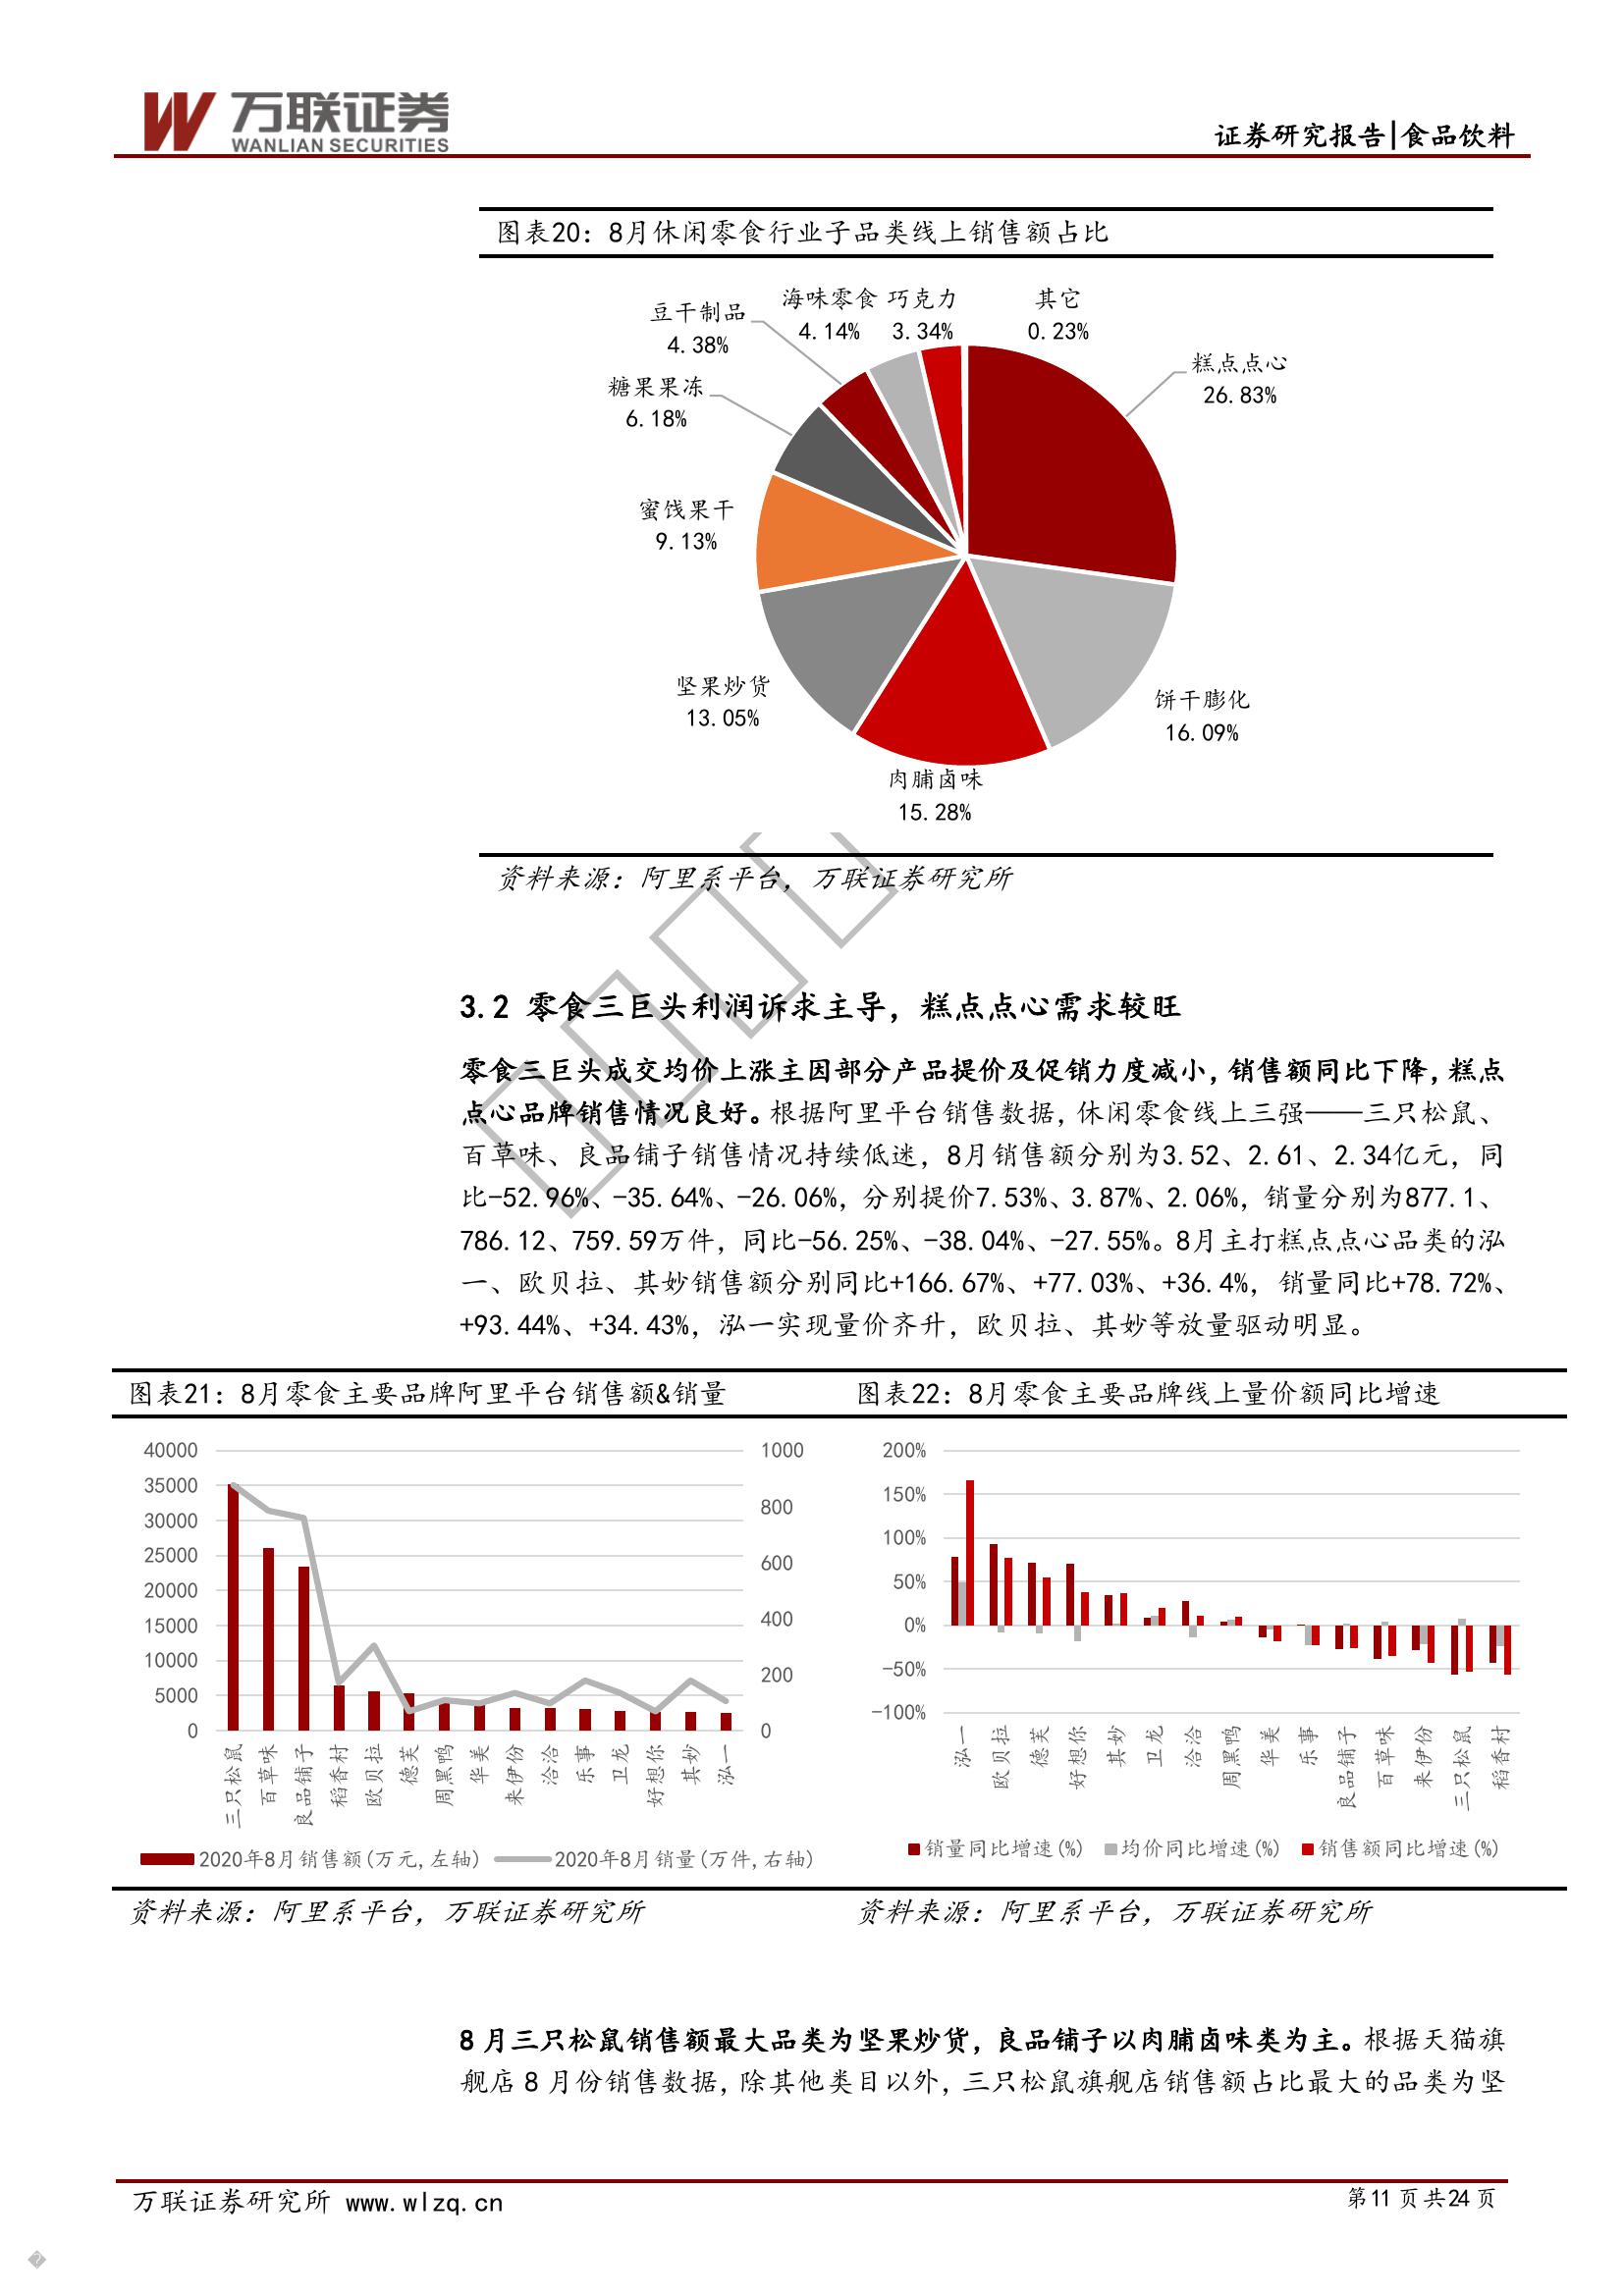 万联证券
WANLIAN SECURITIES
证券研究报告|食品饮料
图表20：8月休闲零食行业子品类线上销售额占比
海味零食 巧克力 其它
4.14% 3.34% 0.23%
豆干制品
4.38%
糕点点心
26.83%
糖果果冻
6.18%
蜜饯果干
9.13%
坚果炒货
13.05%
饼干膨化
16.09%
肉脯卤味
15.28%
资料来源：阿里系平台，万联证券研究所
3.2 零食三巨头利润诉求主导，糕点点心需求较旺
零食三巨头成交均价上涨主因部分产品提价及促销力度减小，销售额同比下降，糕点
点心品牌销售情况良好。根据阿里平台销售数据，休闲零食线上三强——三只松鼠、
百草味、良品铺子销售情况持续低迷，8月销售额分别为3.52、2.61、2.34亿元，同
比-52.96%、-35.64%、-26.06%，分别提价7.53%、3.87%、2.06%，销量分别为877.1、
786.12、759.59万件，同比-56.25%、-38.04%、-27.55%。8月主打糕点点心品类的泓
一、欧贝拉、其妙销售额分别同比+166.67%、+77.03%、+36.4%，销量同比+78.72%、
+93.44%、+34.43%，泓一实现量价齐升，欧贝拉、其妙等放量驱动明显。
图表21：8月零食主要品牌阿里平台销售额&销量
40000
35000
30000
25000
20000
15000
10000
5000
0
1000
800
600
400
200
0
三只松鼠
百草味
良品铺子
稻香村
欧贝拉
德芙
周黑鸭
华美
来伊份
洽洽
乐事
卫龙
好想你
其妙
泓一
2020年8月销售额(万元,左轴) 2020年8月销量(万件,右轴)
资料来源：阿里系平台，万联证券研究所
图表22：8月零食主要品牌线上量价额同比增速
200%
150%
100%
50%
0%
-50%
-100%
泓一
欧贝拉
德芙
好想你
其妙
卫龙
洽洽
周黑鸭
华美
乐事
良品铺子
百草味
来伊份
三只松鼠
稻香村
销量同比增速(%) 均价同比增速(%) 销售额同比增速(%)
资料来源：阿里系平台，万联证券研究所
8 月三只松鼠销售额最大品类为坚果炒货，良品铺子以肉脯卤味类为主。根据天猫旗
舰店 8 月份销售数据，除其他类目以外，三只松鼠旗舰店销售额占比最大的品类为坚
万联证券研究所 www.wlzq.cn
第11 页 共24 页